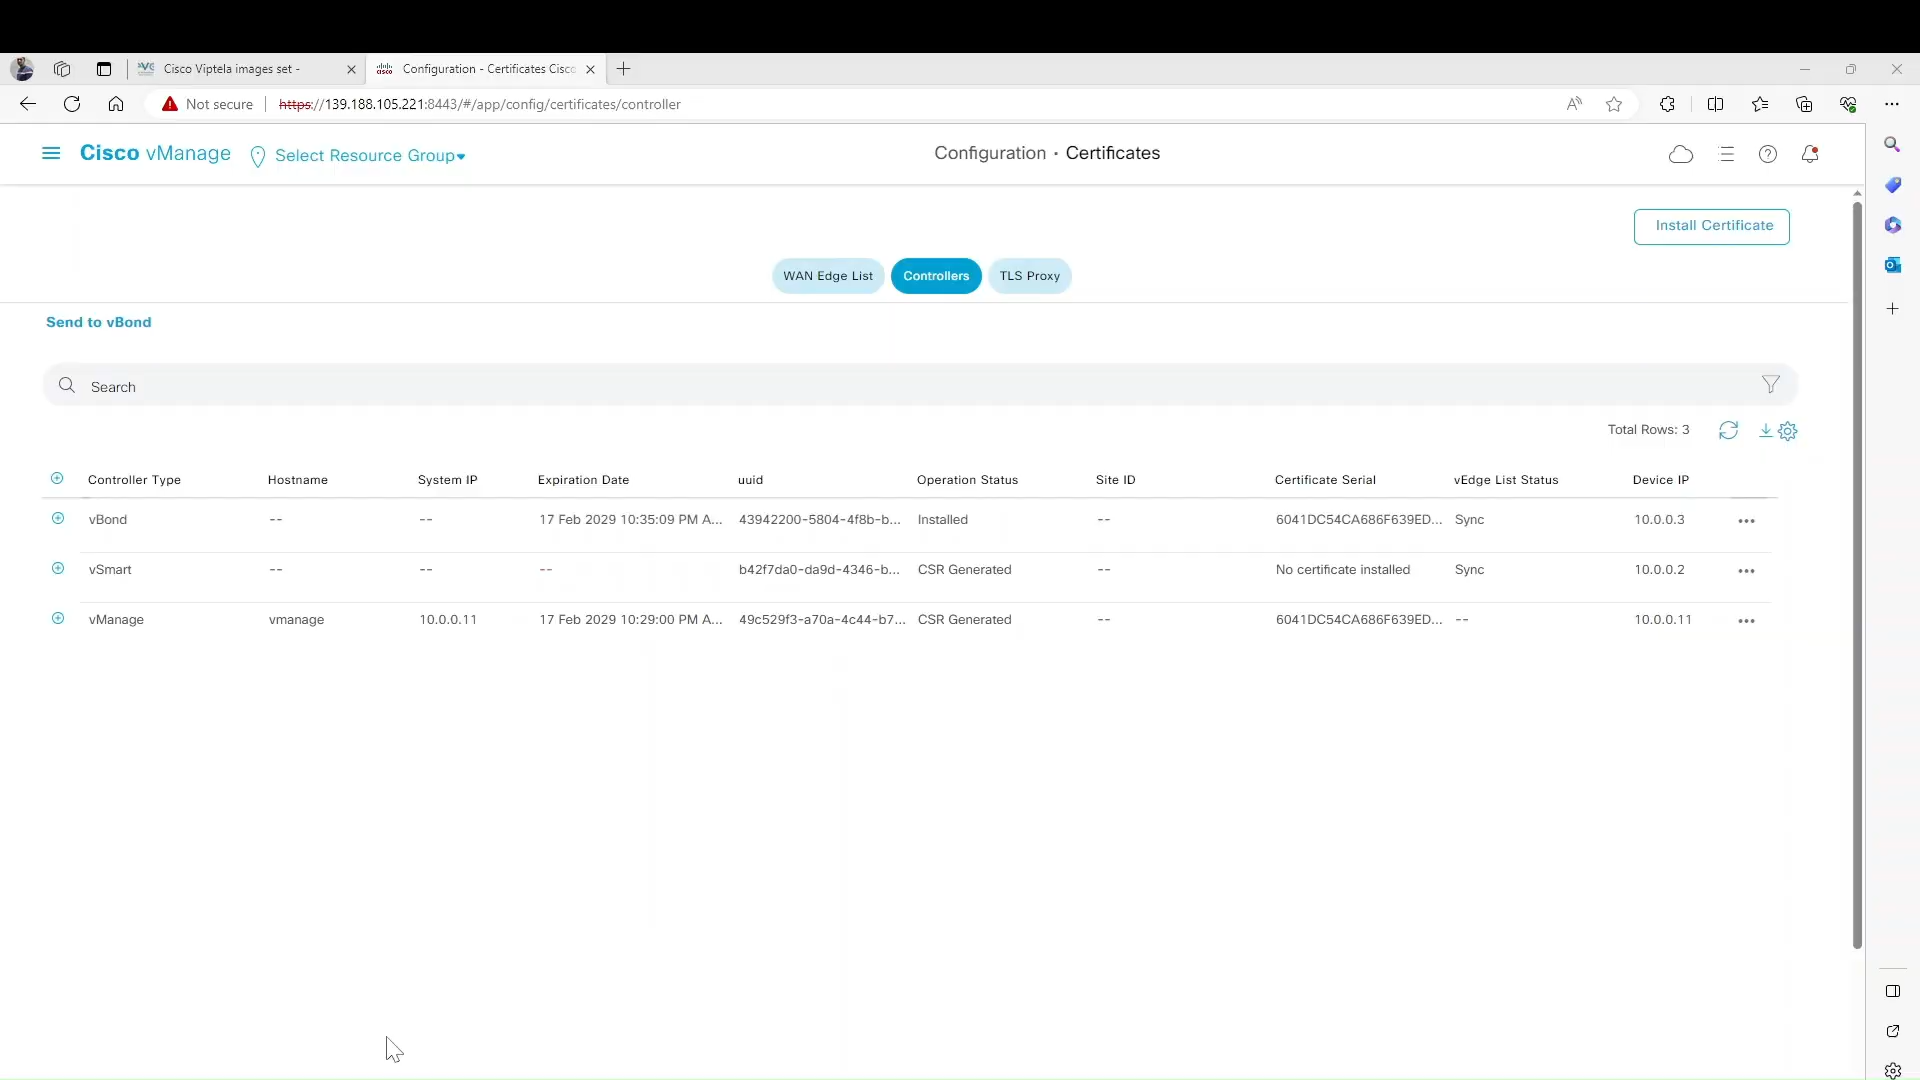 Cisco Viptela images set -
Configuration - Certificates Cisco
Not secure https://139.188.105.221:8443/#/app/config/certificates/controller
Cisco vManage Select Resource Group Configuration · Certificates
Install Certificate
WAN Edge List Controllers TLS Proxy
Send to vBond
Search
Total Rows: 3
Controller Type Hostname System IP Expiration Date uuid Operation Status Site ID Certificate Serial vEdge List Status Device IP
vBond -- -- 17 Feb 2029 10:35:09 PM A... 43942200-5804-4f8b-b... Installed -- 6041DC54CA686F639ED... Sync 10.0.0.3
vSmart -- -- -- b42f7da0-da9d-4346-b... CSR Generated -- No certificate installed Sync 10.0.0.2
vManage vmanage 10.0.0.11 17 Feb 2029 10:29:00 PM A... 49c529f3-a70a-4c44-b7... CSR Generated -- 6041DC54CA686F639ED... -- 10.0.0.11